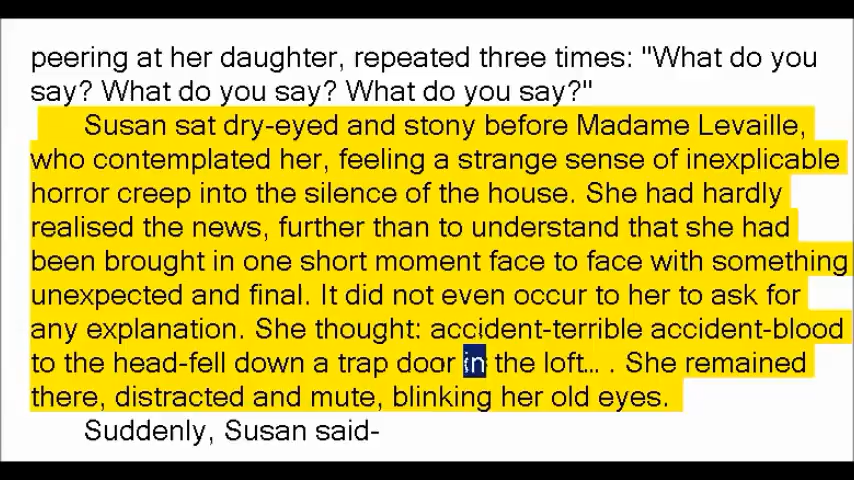 peering at her daughter, repeated three times: "What do you
say? What do you say? What do you say?"
Susan sat dry-eyed and stony before Madame Levaille,
who contemplated her, feeling a strange sense of inexplicable
horror creep into the silence of the house. She had hardly
realised the news, further than to understand that she had
been brought in one short moment face to face with something
unexpected and final. It did not even occur to her to ask for
any explanation. She thought: accident-terrible accident-blood
to the head-fell down a trap door in the loft... . She remained
there, distracted and mute, blinking her old eyes.
Suddenly, Susan said-